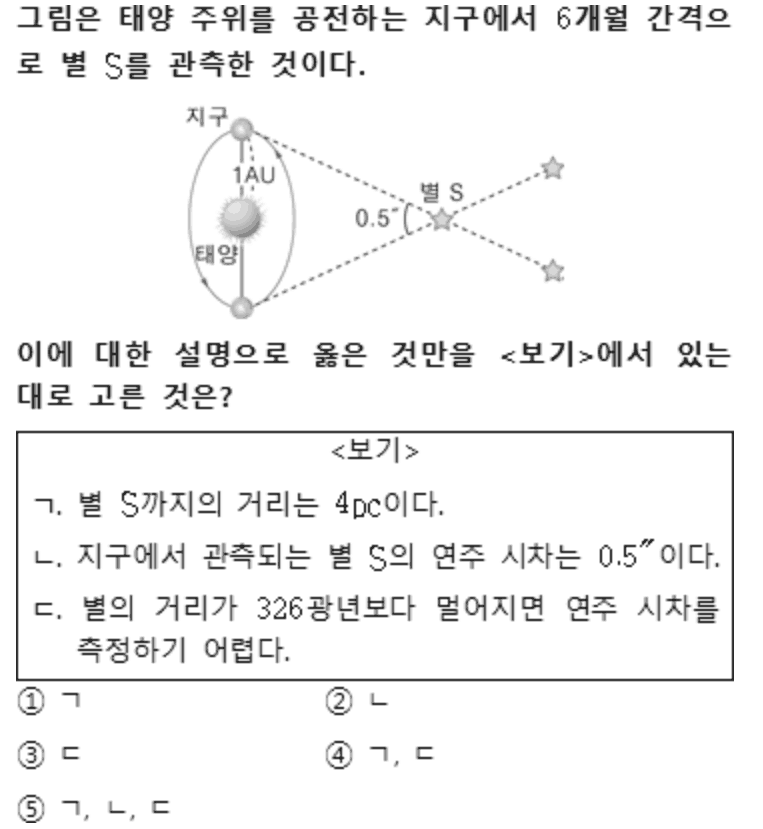 그림은 태양 주위를 공전하는 지구에서 6개월 간격으
로 별 S를 관측한 것이다.
지구
1AU
별 S
0.5″
태양
이에 대한 설명으로 옳은 것만을 <보기>에서 있는
대로 고른 것은?
<보기>
ㄱ. 별 S까지의 거리는 4pc이다.
ㄴ. 지구에서 관측되는 별 S의 연주 시차는 0.5″이다.
ㄷ. 별의 거리가 326광년보다 멀어지면 연주 시차를
측정하기 어렵다.
① ㄱ ② ㄴ
③ ㄷ ④ ㄱ, ㄷ
⑤ ㄱ, ㄴ, ㄷ